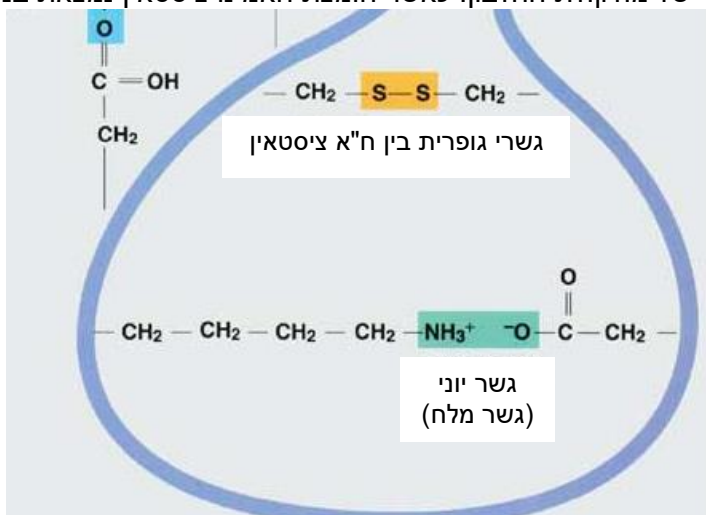 O
C = OH
CH₂
— CH₂ — S — S — CH₂ —
גשרי גופרית בין ח"א ציסטאין
O
— CH₂ — CH₂ — CH₂ — CH₂ — NH₃⁺ ⁻O — C — CH₂ —
גשר יוני
(גשר מלח)